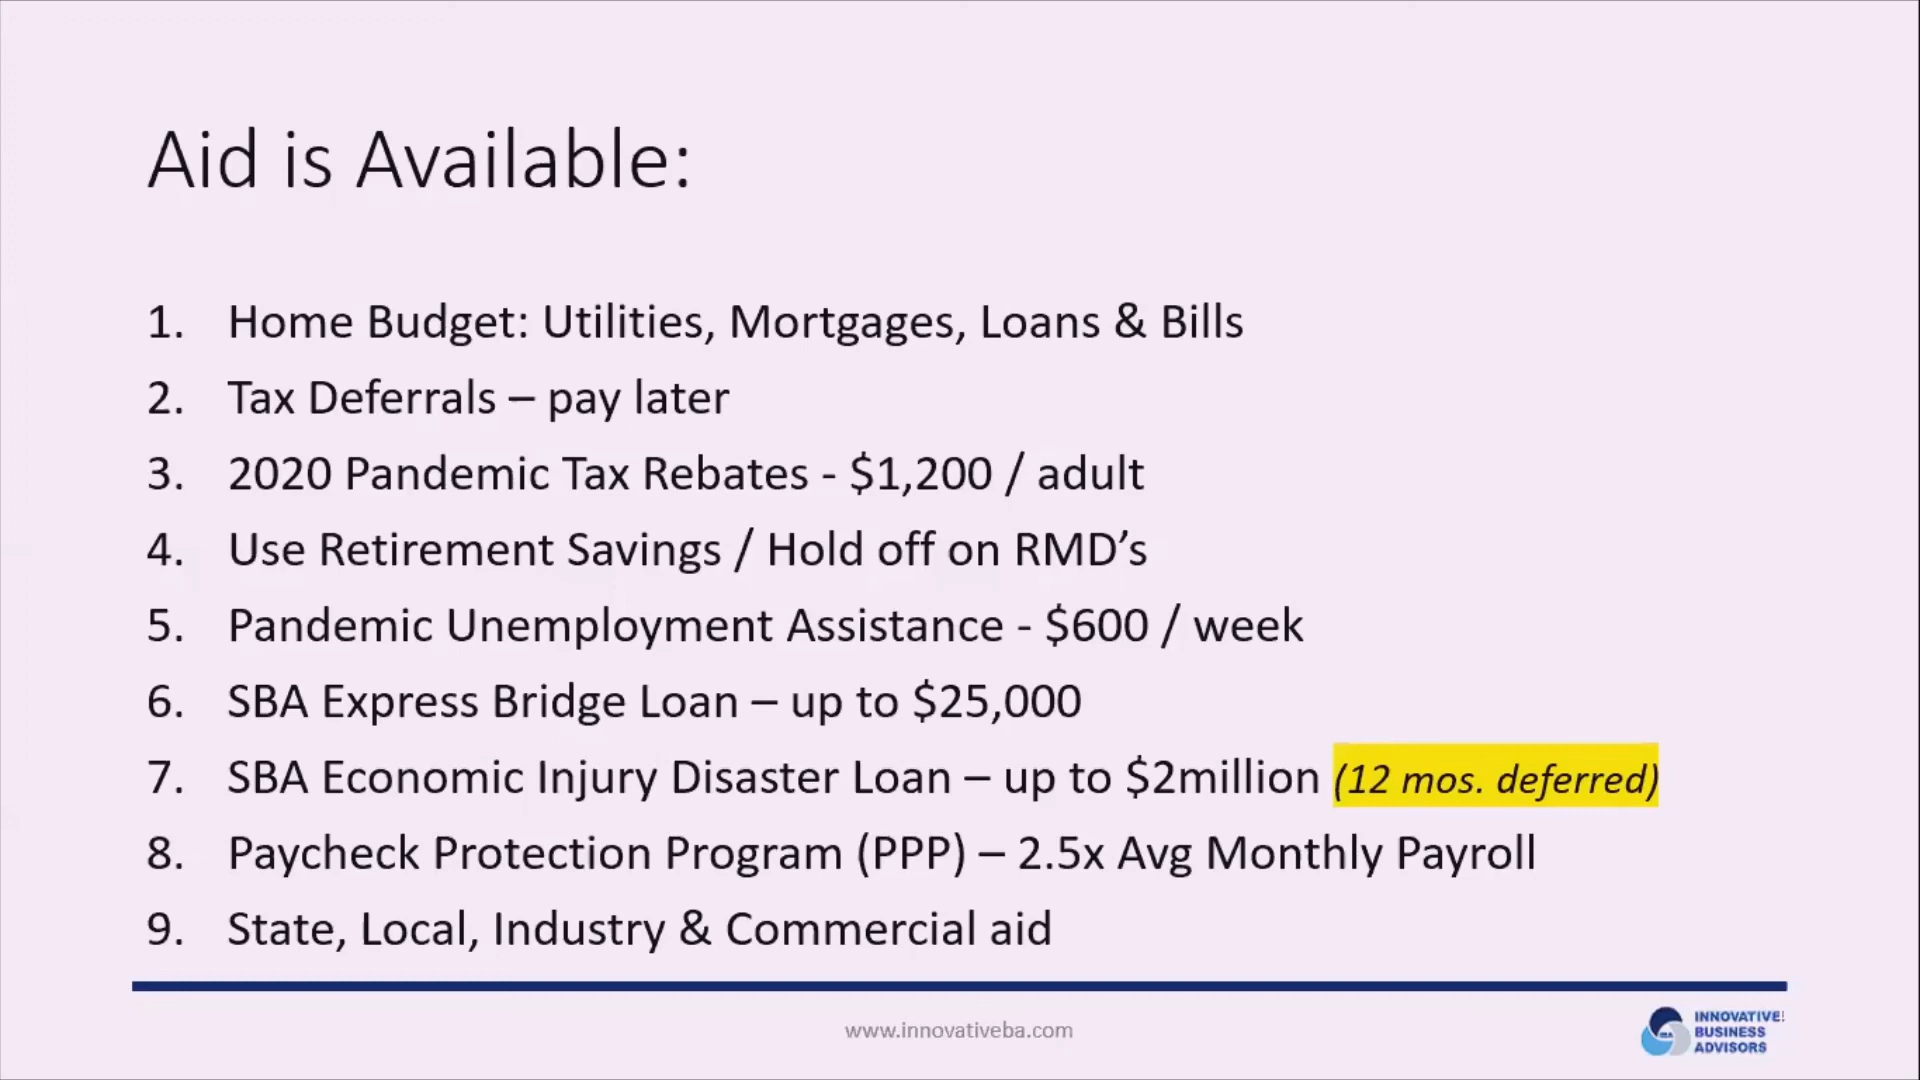 Aid is Available:
1. Home Budget: Utilities, Mortgages, Loans & Bills
2. Tax Deferrals – pay later
3. 2020 Pandemic Tax Rebates - $1,200 / adult
4. Use Retirement Savings / Hold off on RMD’s
5. Pandemic Unemployment Assistance - $600 / week
6. SBA Express Bridge Loan – up to $25,000
7. SBA Economic Injury Disaster Loan – up to $2million (12 mos. deferred)
8. Paycheck Protection Program (PPP) – 2.5x Avg Monthly Payroll
9. State, Local, Industry & Commercial aid
www.innovativeba.com
INNOVATIVE!
BUSINESS
ADVISORS